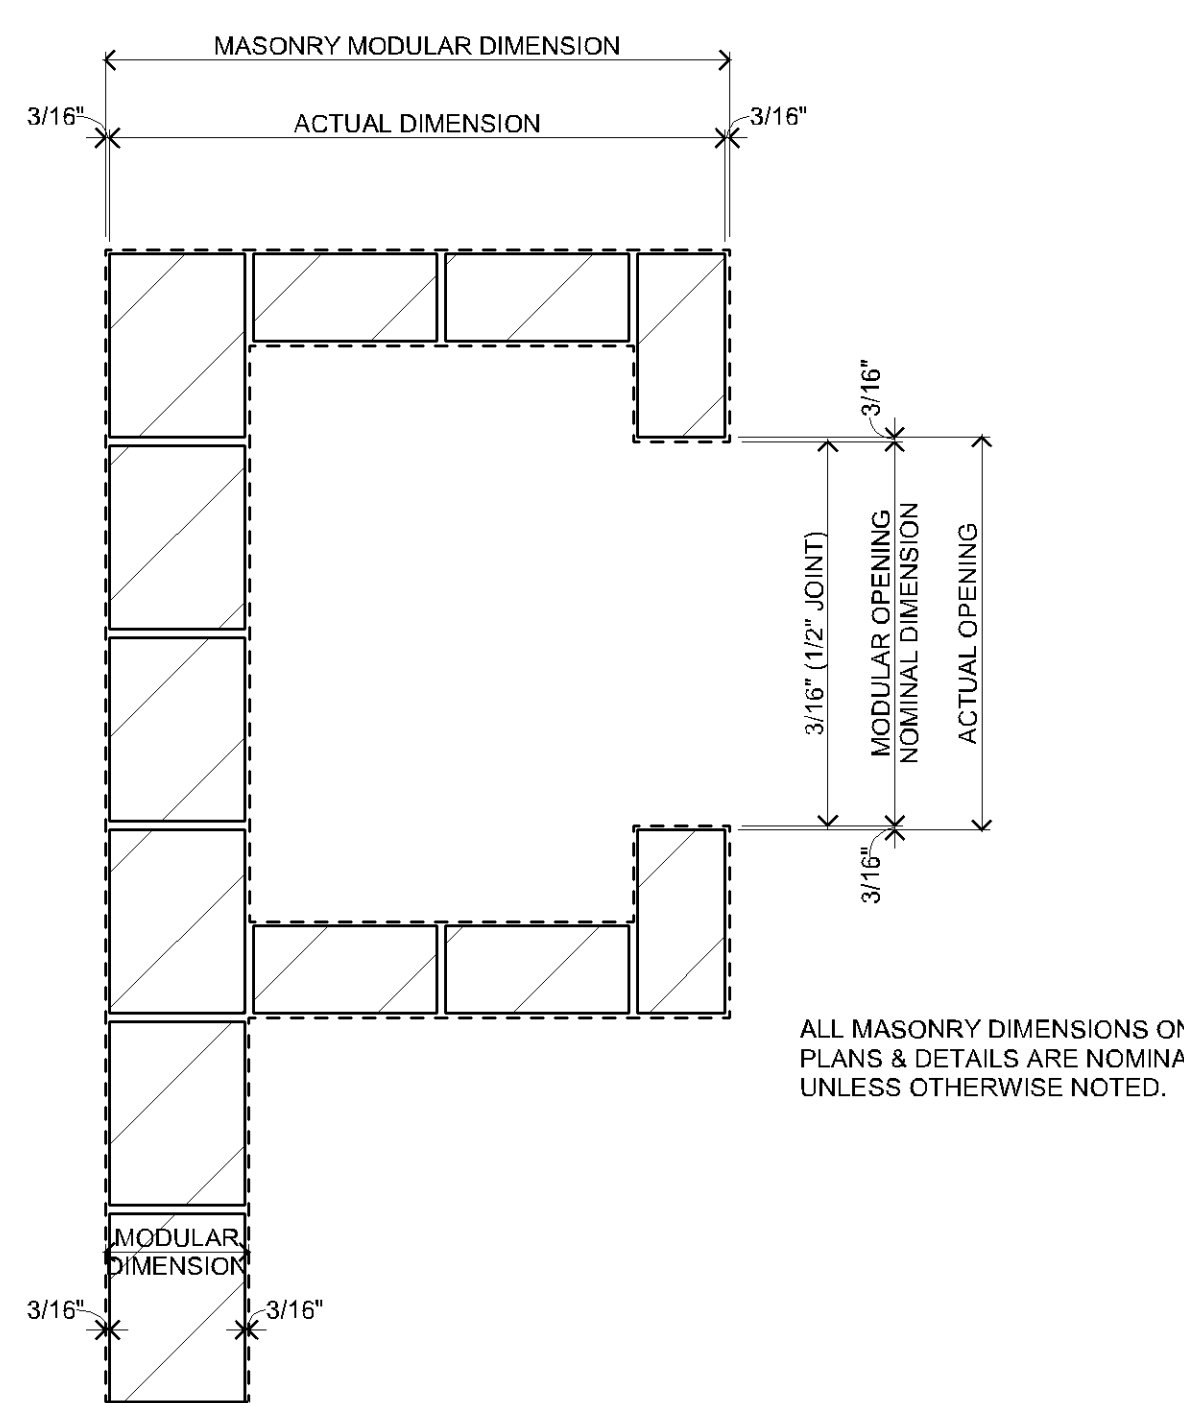 MASONRY MODULAR DIMENSION
3/16"
ACTUAL DIMENSION
3/16"
3/16"
3/16" (1/2" JOINT)
MODULAR OPENING
NOMINAL DIMENSION
ACTUAL OPENING
3/16"
ALL MASONRY DIMENSIONS
PLANS & DETAILS ARE
UNLESS OTHERWISE NOTED.
MODULAR
DIMENSION
3/16"
3/16"